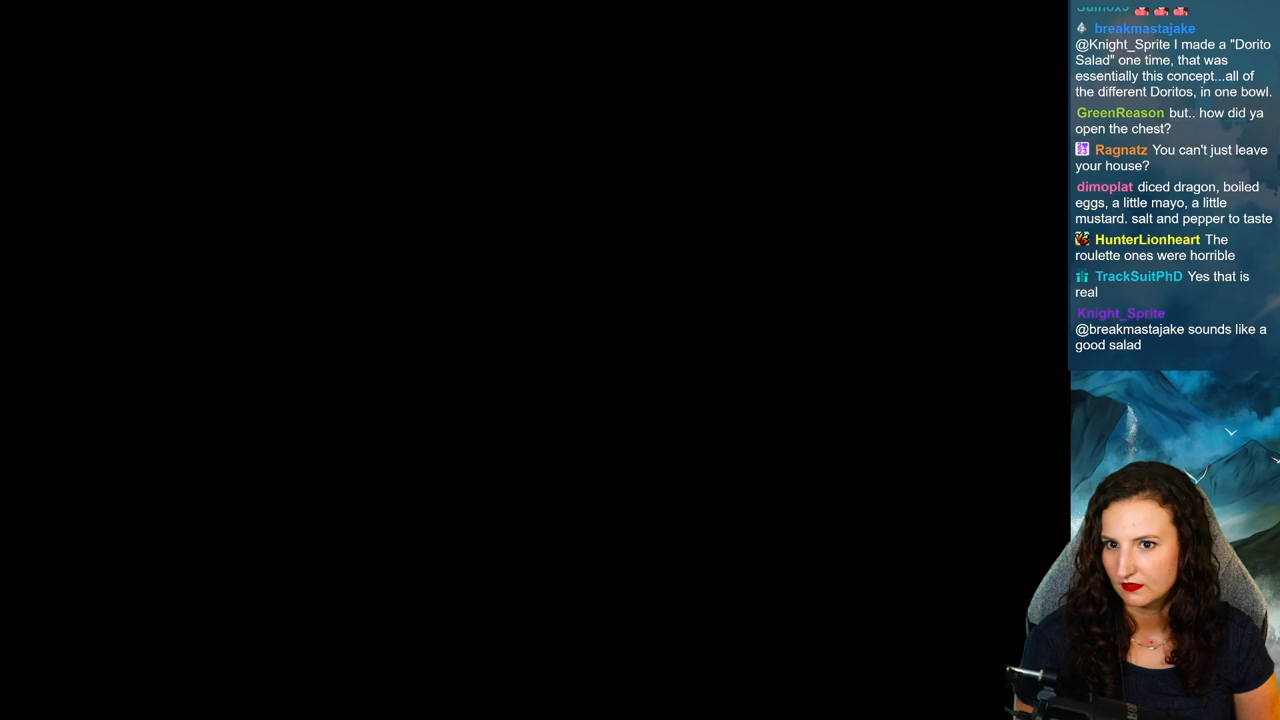 breakmastajake
@Knight_Sprite I made a "Dorito
Salad" one time, that was
essentially this concept...all of
the different Doritos, in one bowl.
GreenReason but.. how did ya
open the chest?
Ragnatz You can't just leave
your house?
dimoplat diced dragon, boiled
eggs, a little mayo, a little
mustard. salt and pepper to taste
HunterLionheart The
roulette ones were horrible
TrackSuitPhD Yes that is
real
Knight_Sprite
@breakmastajake sounds like a
good salad